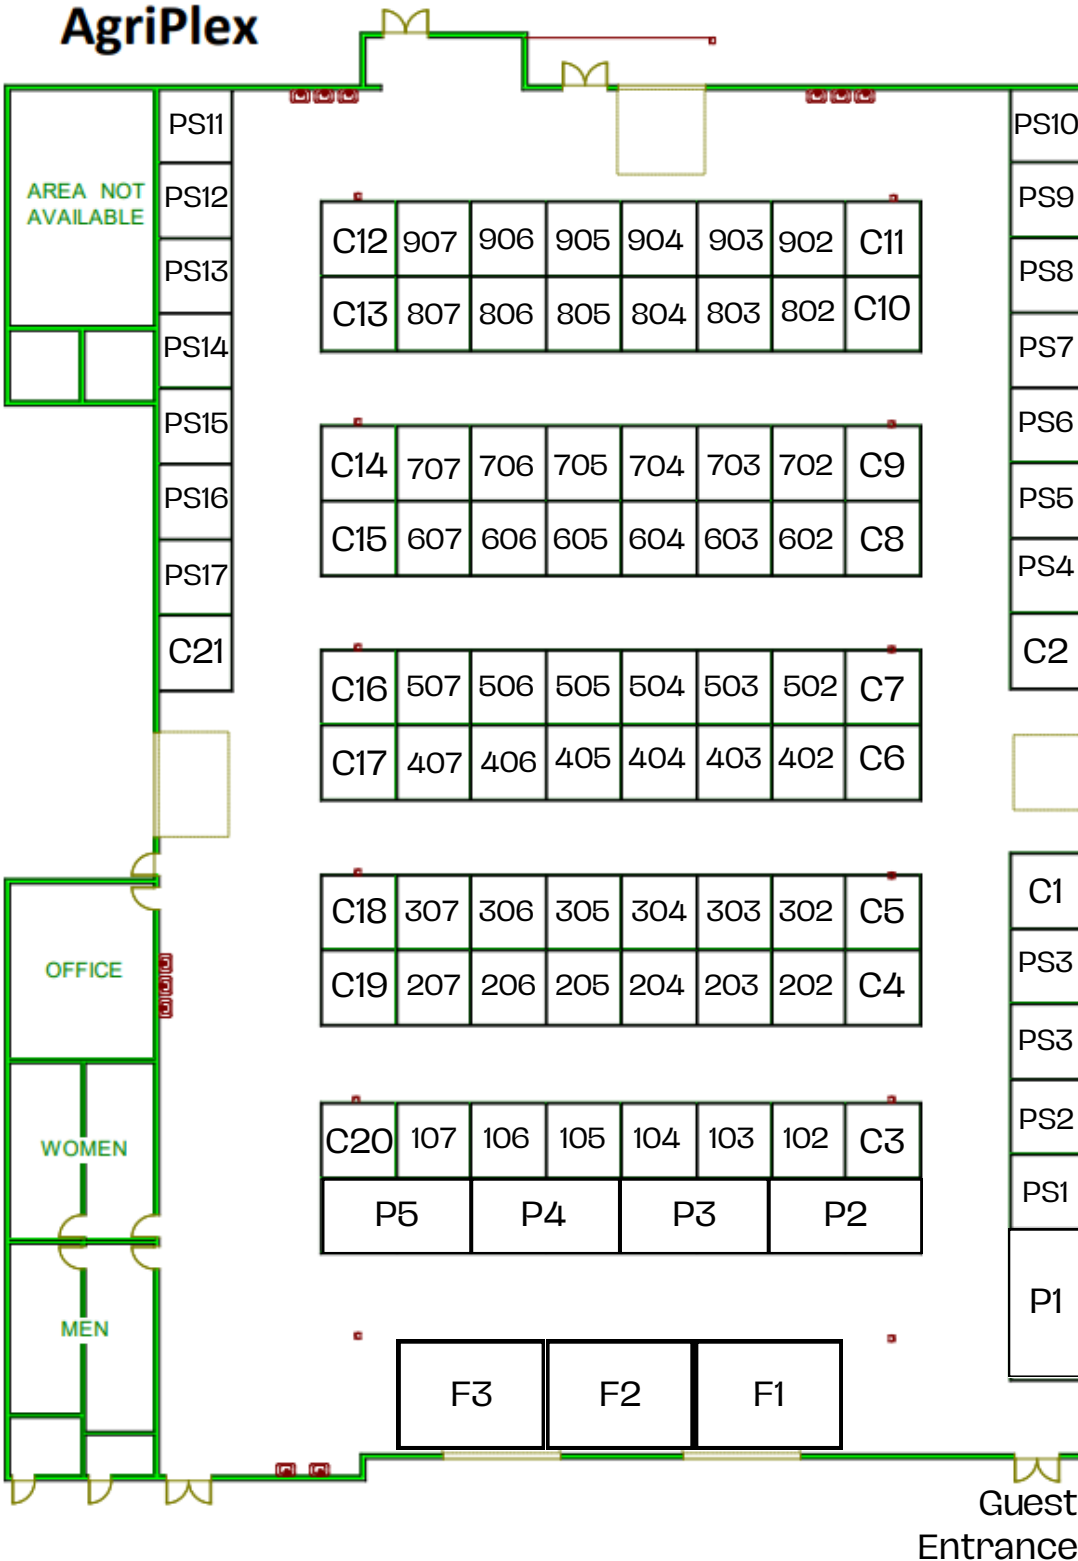 AgriPlex
AREA NOT
AVAILABLE
PS11
PS12
PS13
PS14
PS15
PS16
PS17
C21
PS10
PS9
PS8
PS7
PS6
PS5
PS4
C2
C12 907 906 905 904 903 902 C11
C13 807 806 805 804 803 802 C10
C14 707 706 705 704 703 702 C9
C15 607 606 605 604 603 602 C8
C16 507 506 505 504 503 502 C7
C17 407 406 405 404 403 402 C6
C18 307 306 305 304 303 302 C5
C19 207 206 205 204 203 202 C4
C20 107 106 105 104 103 102 C3
P5 P4 P3 P2
C1
PS3
PS3
PS2
PS1
P1
OFFICE
WOMEN
MEN
F3 F2 F1
Guest
Entrance